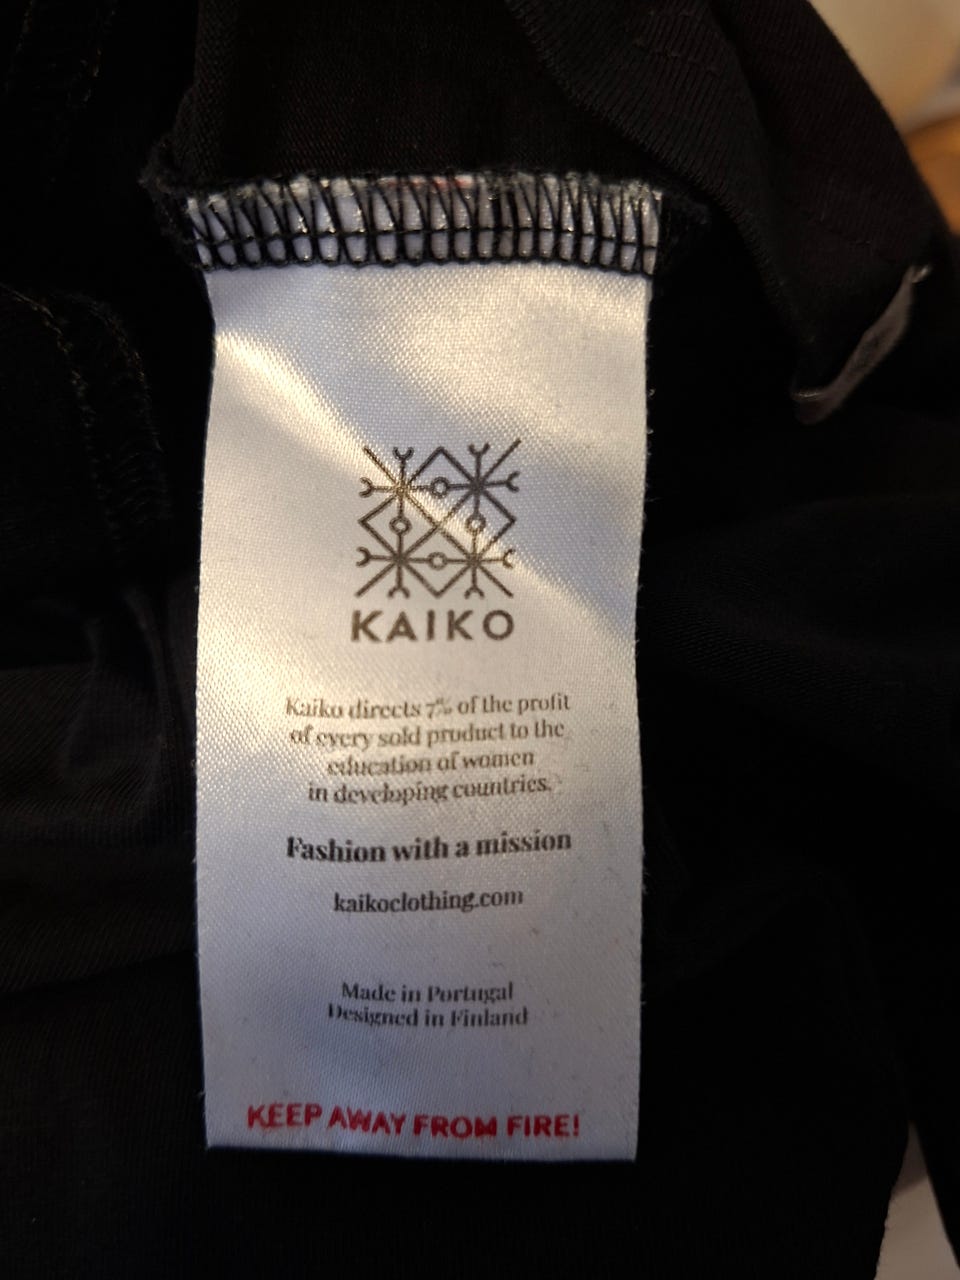 KAIKO
Kaiko directs 7% of the profit
of every sold product to the
education of women
in developing countries.
Fashion with a mission
kaikoclothing.com
Made in Portugal
Designed in Finland
KEEP AWAY FROM FIRE!